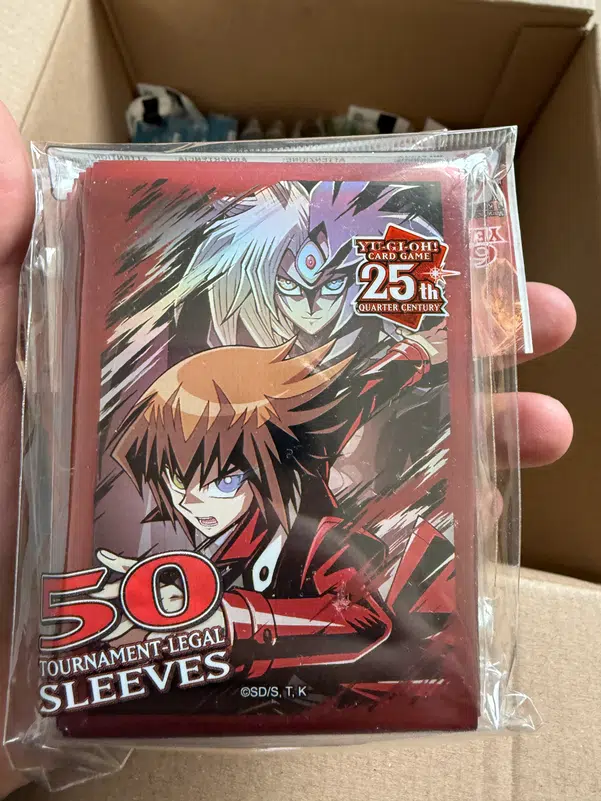 YU-GI-OH!
CARD GAME
25th
QUARTER CENTURY
50
TOURNAMENT-LEGAL
SLEEVES
©SD/S, T, K